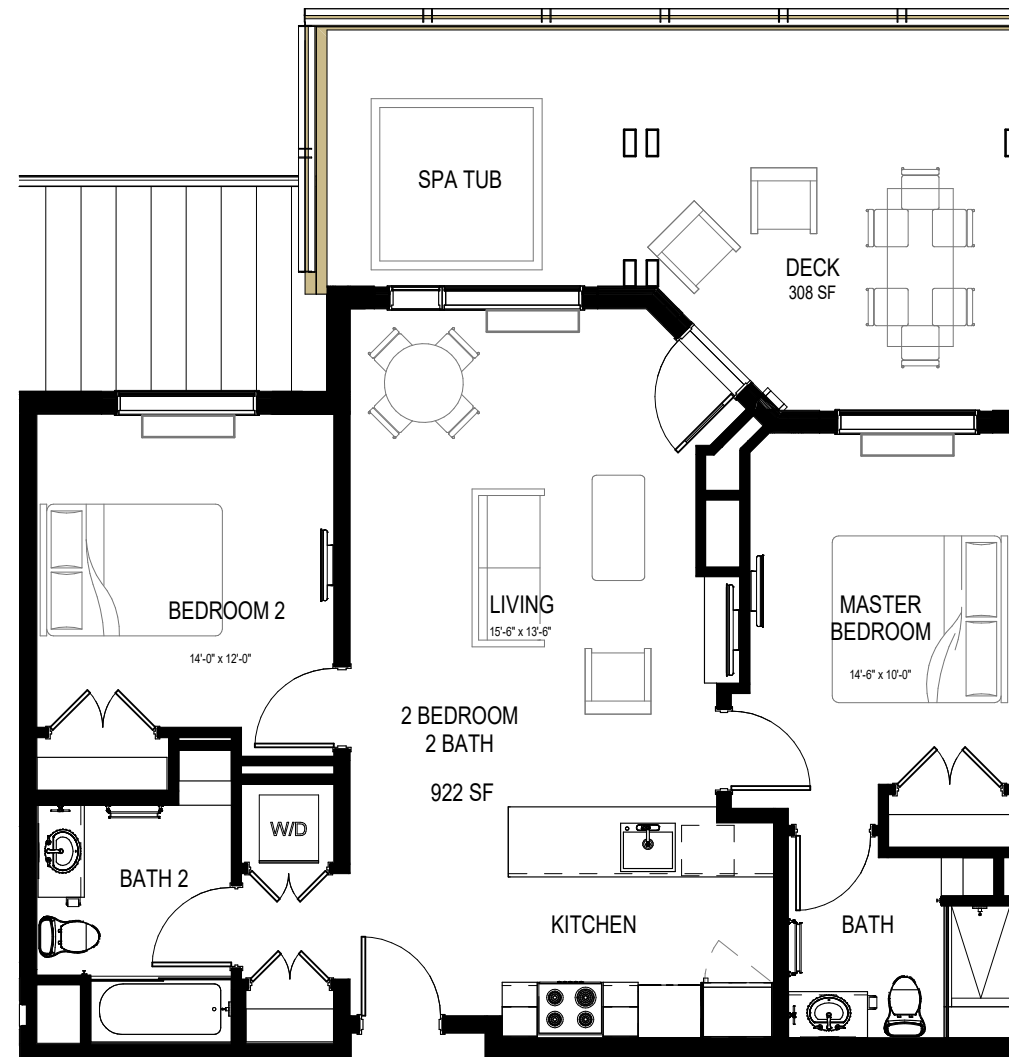 SPA TUB
DECK
308 SF
BEDROOM 2
14'-0" x 12'-0"
LIVING
15'-6" x 13'-6"
MASTER
BEDROOM
14'-6" x 10'-0"
2 BEDROOM
2 BATH
922 SF
W/D
BATH 2
KITCHEN
BATH